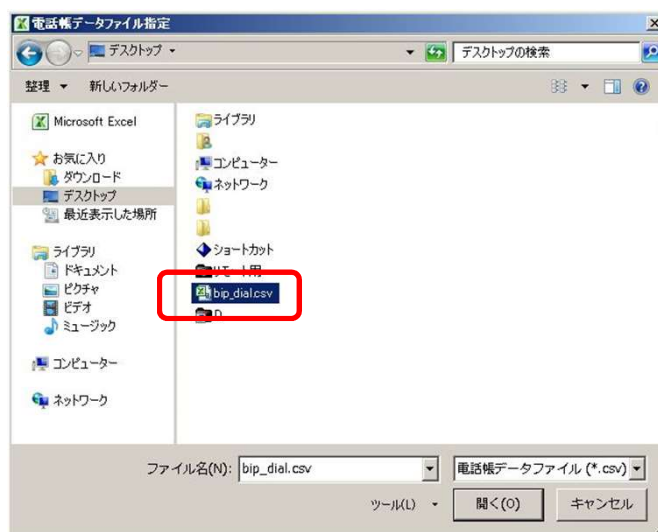 電話帳データファイル指定
デスクトップ
デスクトップの検索
整理 新しいフォルダー
Microsoft Excel
お気に入り
ダウンロード
デスクトップ
最近表示した場所
ライブラリ
ドキュメント
ピクチャ
ビデオ
ミュージック
コンピューター
ネットワーク
ライブラリ
コンピューター
ネットワーク
ショートカット
リモート用
bip_dial.csv
ファイル名(N): bip_dial.csv
電話帳データファイル (*.csv)
ツール(L)
開く(O)
キャンセル